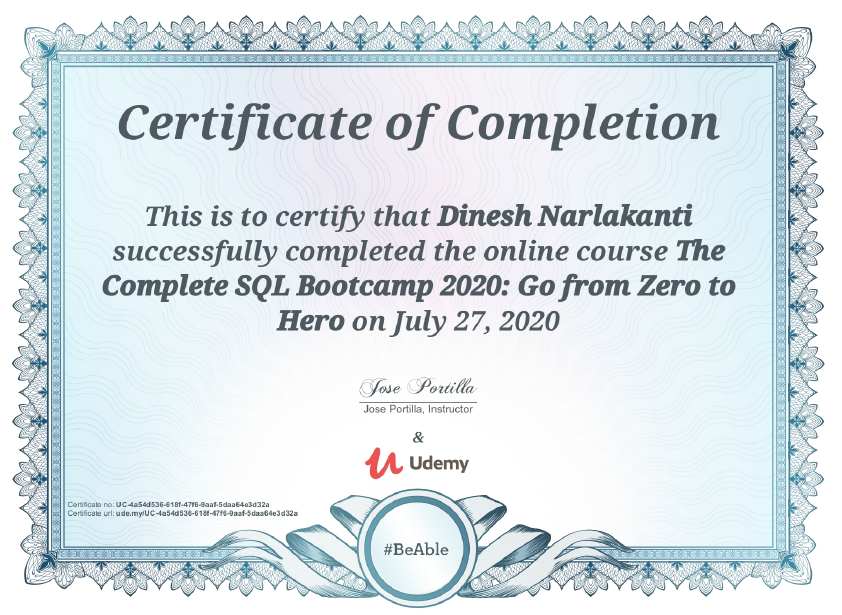 Certificate of Completion
This is to certify that Dinesh Narlakanti
successfully completed the online course The
Complete SQL Bootcamp 2020: Go from Zero to
Hero on July 27, 2020
Jose Portilla
Jose Portilla, Instructor
&
Udemy
Certificate no: UC-4a54d536-618f-47f6-9aaf-5daa64e3d32a
Certificate url: ude.my/UC-4a54d536-618f-47f6-9aaf-5daa64e3d32a
#BeAble